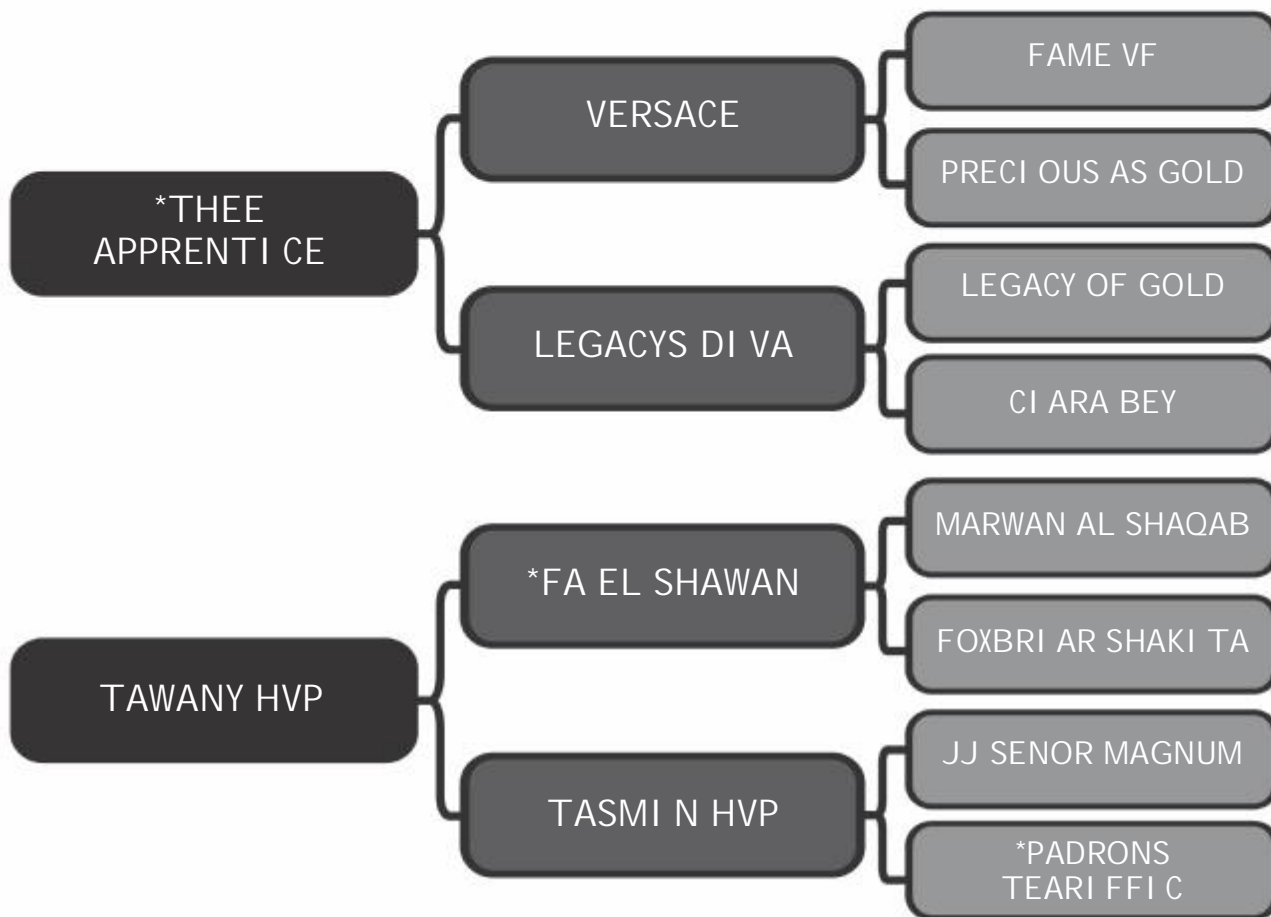 FAME VF
VERSACE
PRECIOUS AS GOLD
*THEE
APPRENTICE
LEGACY OF GOLD
LEGACYS DIVA
CIARA BEY
MARWAN AL SHAQAB
*FA EL SHAWAN
FOXBRIAR SHAKITA
TAWANY HVP
JJ SENOR MAGNUM
TASMIN HVP
*PADRONS
TEARIFFIC